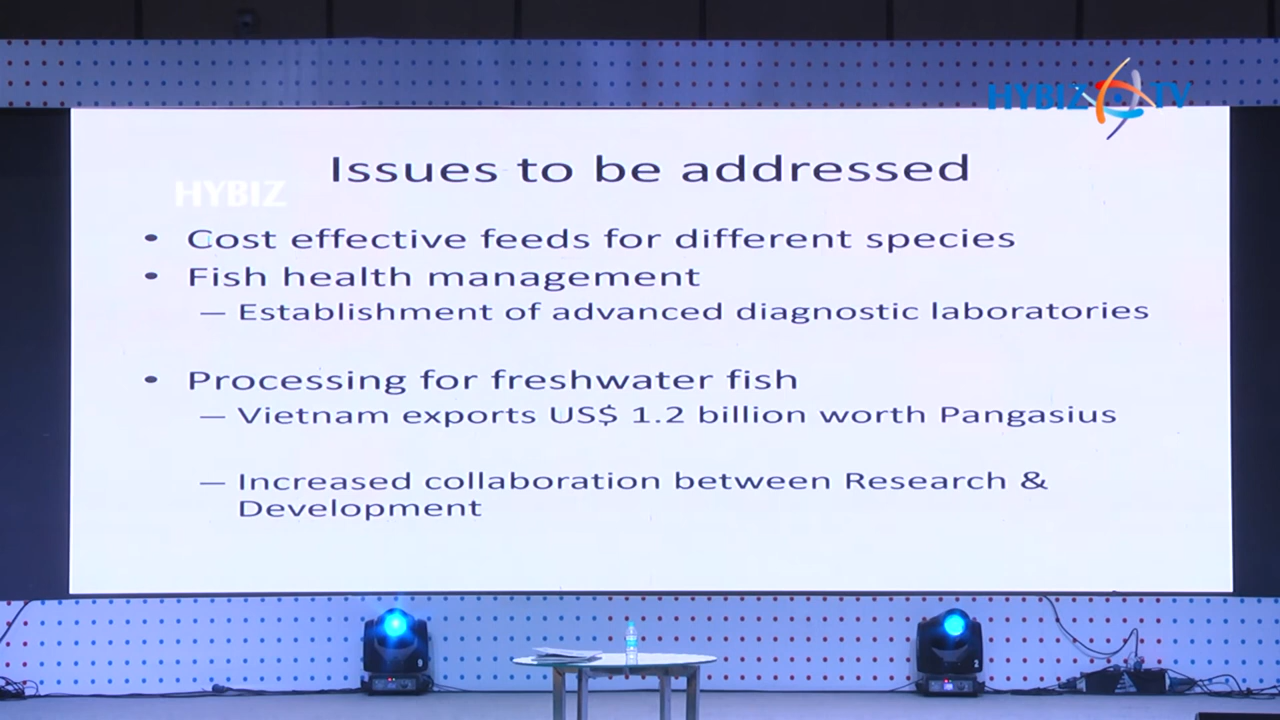 HYBIZ TV
Issues to be addressed
HYBIZ
• Cost effective feeds for different species
• Fish health management
– Establishment of advanced diagnostic laboratories
• Processing for freshwater fish
– Vietnam exports US$ 1.2 billion worth Pangasius
– Increased collaboration between Research &
Development
9
2